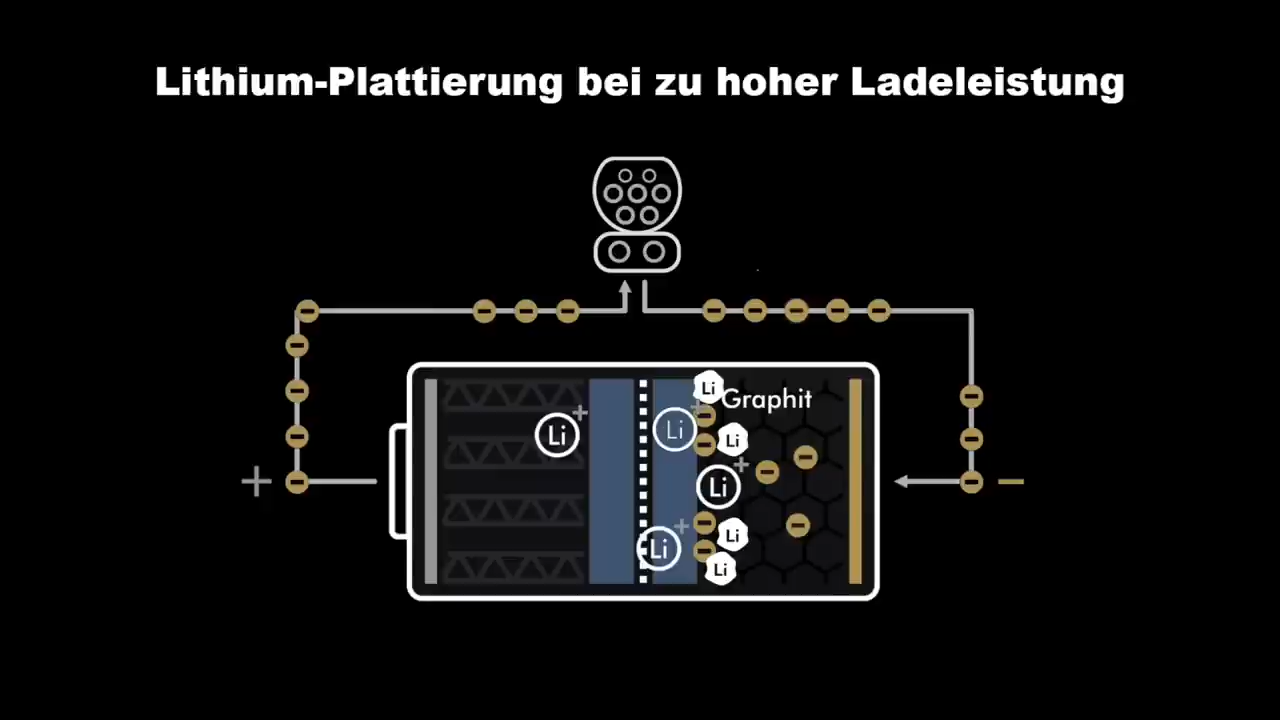 Lithium-Plattierung bei zu hoher Ladeleistung
Li
Graphit
Li +
Li +
Li
Li +
+
−
Li
Li +
Li